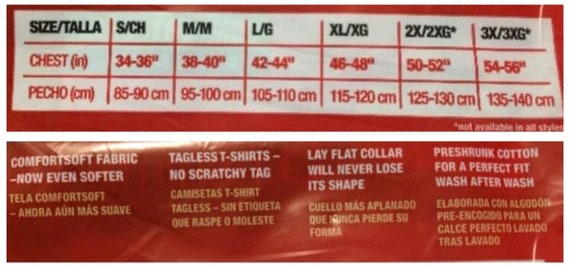 SIZE/TALLA S/CH M/M L/G XL/XG 2X/2XG* 3X/3XG*
CHEST (in) 34-36" 38-40" 42-44" 46-48" 50-52" 54-56"
PECHO (cm) 85-90 cm 95-100 cm 105-110 cm 115-120 cm 125-130 cm 135-140 cm
*not available in all styles
COMFORTSOFT FABRIC
–NOW EVEN SOFTER
TELA COMFORTSOFT
– AHORA AÚN MÁS SUAVE
TAGLESS T-SHIRTS –
NO SCRATCHY TAG
CAMISETAS T-SHIRT
TAGLESS – SIN ETIQUETA
QUE RASPE O MOLESTE
LAY FLAT COLLAR
WILL NEVER LOSE
ITS SHAPE
CUELLO MÁS APLANADO
QUE NUNCA PIERDE SU
FORMA
PRESHRUNK COTTON
FOR A PERFECT FIT
WASH AFTER WASH
ELABORADA CON ALGODÓN
PRE-ENCOGIDO PARA UN
CALCE PERFECTO LAVADO
TRAS LAVADO